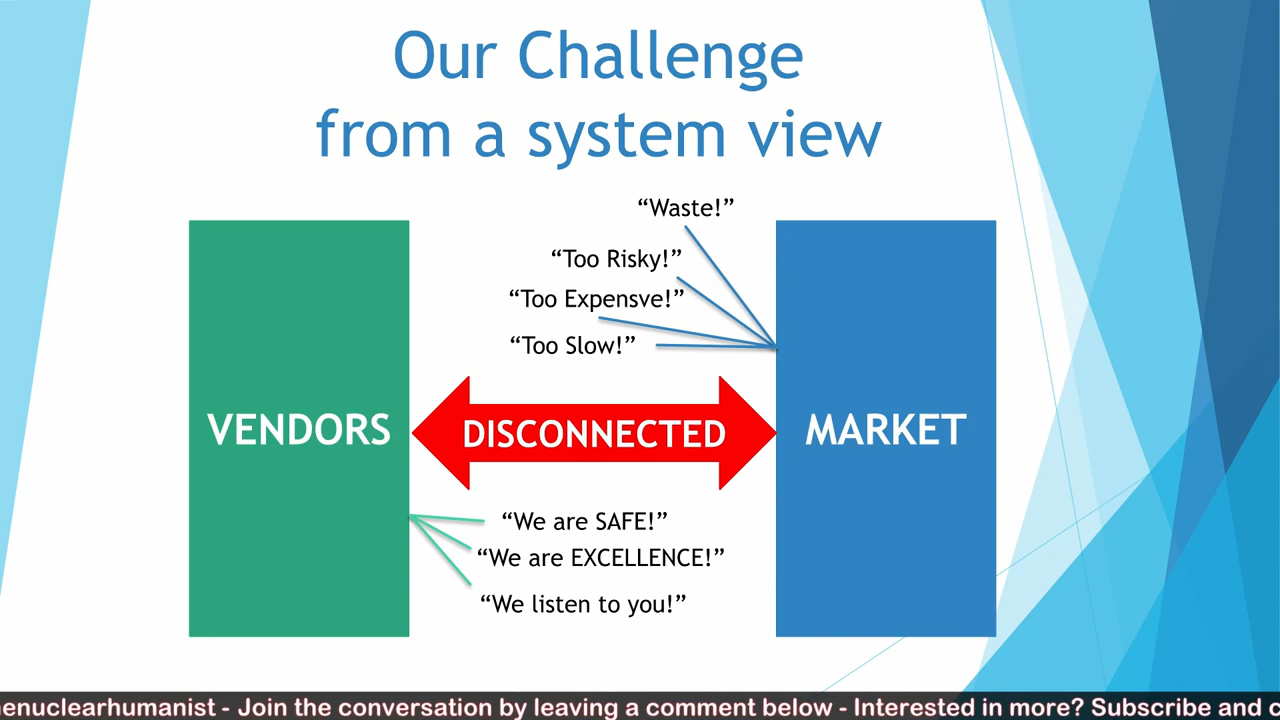 Our Challenge
from a system view
“Waste!”
“Too Risky!”
“Too Expensve!”
“Too Slow!”
VENDORS
DISCONNECTED
MARKET
“We are SAFE!”
“We are EXCELLENCE!”
“We listen to you!”
enuclearhumanist - Join the conversation by leaving a comment below - Interested in more? Subscribe and